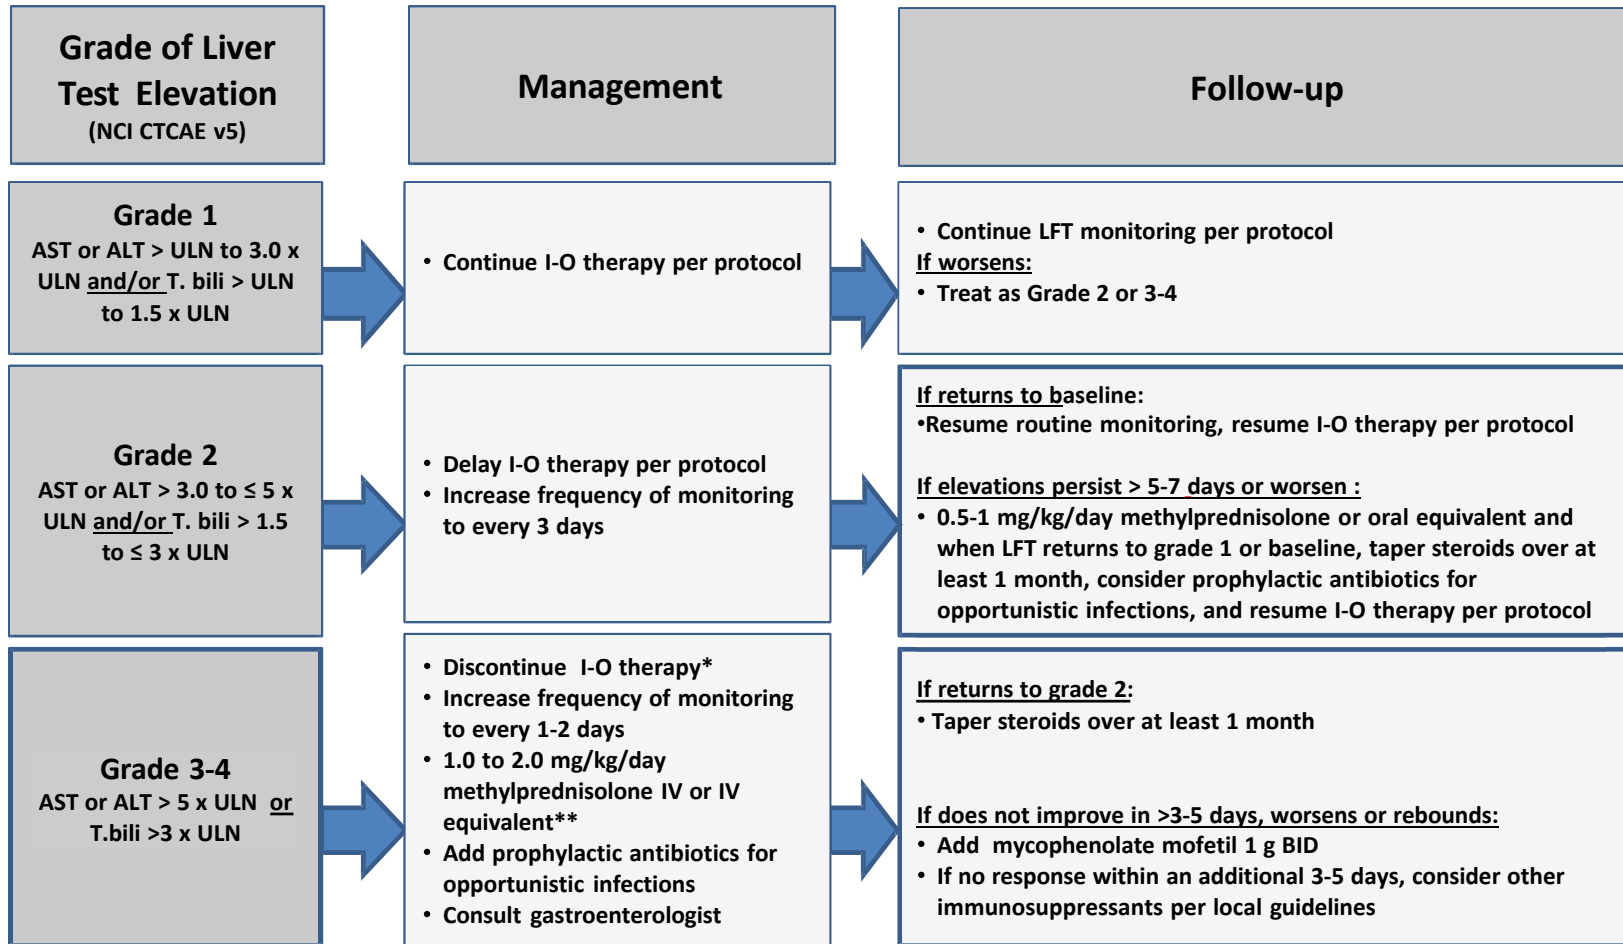 Grade of Liver
Test Elevation
(NCI CTCAE v5)
Management
Follow-up
Grade 1
AST or ALT > ULN to 3.0 x
ULN and/or T. bili > ULN
to 1.5 x ULN
• Continue I-O therapy per protocol
• Continue LFT monitoring per protocol
If worsens:
• Treat as Grade 2 or 3-4
Grade 2
AST or ALT > 3.0 to ≤ 5 x
ULN and/or T. bili > 1.5
to ≤ 3 x ULN
• Delay I-O therapy per protocol
• Increase frequency of monitoring
to every 3 days
If returns to baseline:
•Resume routine monitoring, resume I-O therapy per protocol
If elevations persist > 5-7 days or worsen :
• 0.5-1 mg/kg/day methylprednisolone or oral equivalent and
when LFT returns to grade 1 or baseline, taper steroids over at
least 1 month, consider prophylactic antibiotics for
opportunistic infections, and resume I-O therapy per protocol
Grade 3-4
AST or ALT > 5 x ULN or
T.bili >3 x ULN
• Discontinue I-O therapy*
• Increase frequency of monitoring
to every 1-2 days
• 1.0 to 2.0 mg/kg/day
methylprednisolone IV or IV
equivalent**
• Add prophylactic antibiotics for
opportunistic infections
• Consult gastroenterologist
If returns to grade 2:
• Taper steroids over at least 1 month
If does not improve in >3-5 days, worsens or rebounds:
• Add mycophenolate mofetil 1 g BID
• If no response within an additional 3-5 days, consider other
immunosuppressants per local guidelines